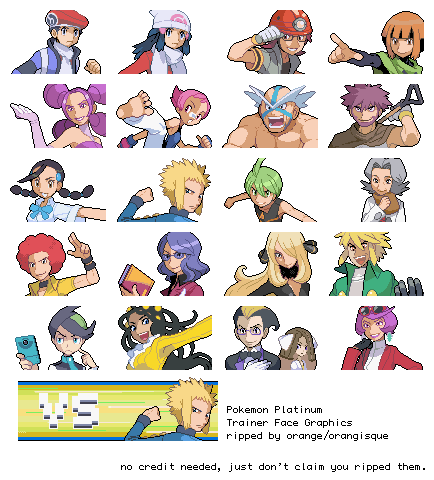 VS
Pokemon Platinum
Trainer Face Graphics
ripped by orange/orangisque
no credit needed, just don't claim you ripped them.